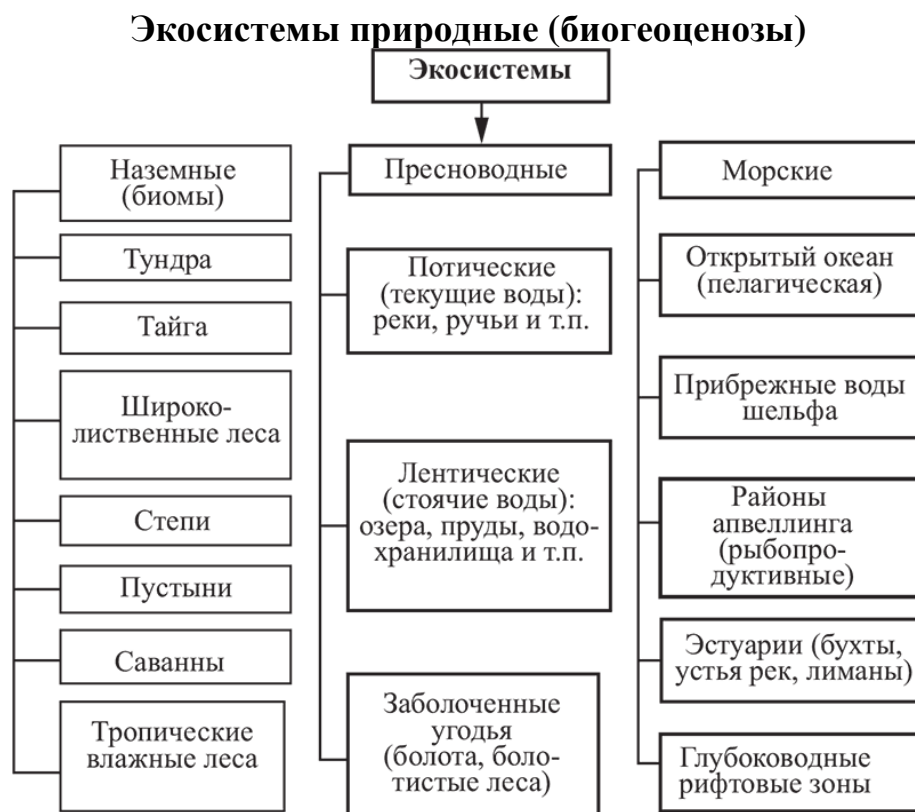 Экосистемы природные (биогеоценозы)
Экосистемы
Наземные
(биомы)
Тундра
Тайга
Широко-
лиственные леса
Степи
Пустыни
Саванны
Тропические
влажные леса
Пресноводные
Потические
(текущие воды):
реки, ручьи и т.п.
Лентические
(стоячие воды):
озера, пруды, водо-
хранилища и т.п.
Заболоченные
угодья
(болота, боло-
тистые леса)
Морские
Открытый океан
(пелагическая)
Прибрежные воды
шельфа
Районы
апвеллинга
(рыбопро-
дуктивные)
Эстуарии (бухты,
устья рек, лиманы)
Глубоководные
рифтовые зоны